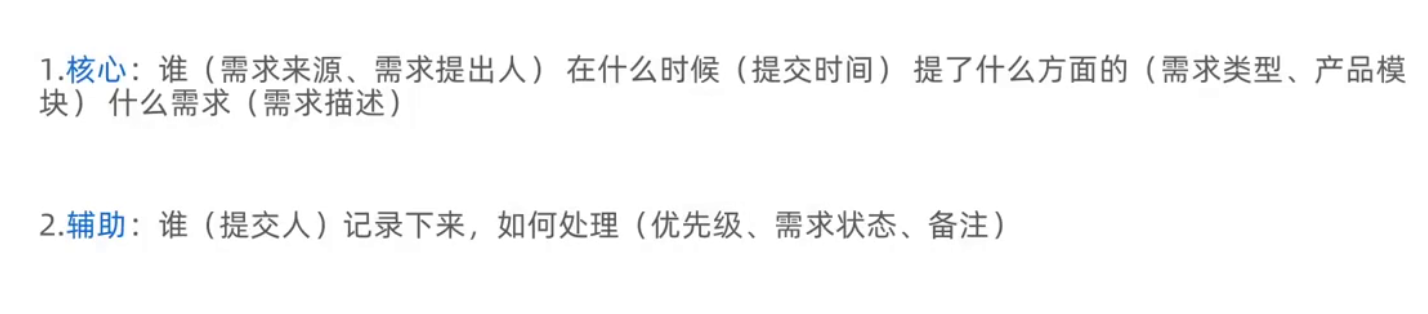 1.核心：谁（需求来源、需求提出人） 在什么时候（提交时间） 提了什么方面的（需求类型、产品模
块） 什么需求（需求描述）
2.辅助：谁（提交人）记录下来，如何处理（优先级、需求状态、备注）